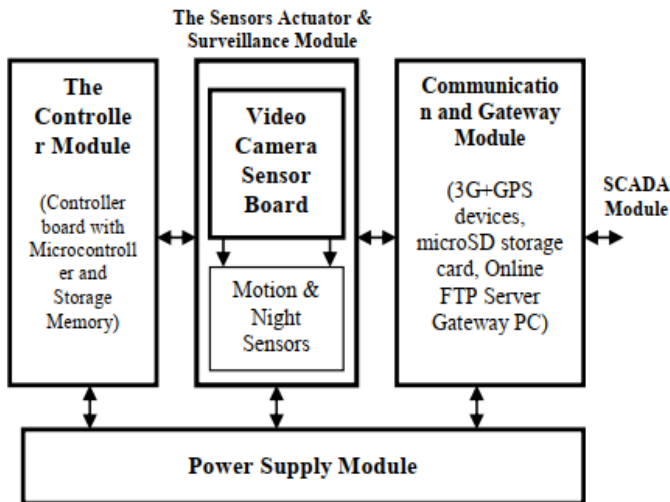 The Sensors Actuator &
Surveillance Module
The
Controlle
r Module
(Controller
board with
Microcontroll
er and
Storage
Memory)
Video
Camera
Sensor
Board
Motion &
Night
Sensors
Communicatio
n and Gateway
Module
(3G+GPS
devices,
microSD storage
card, Online
FTP Server
Gateway PC)
SCADA
Module
Power Supply Module